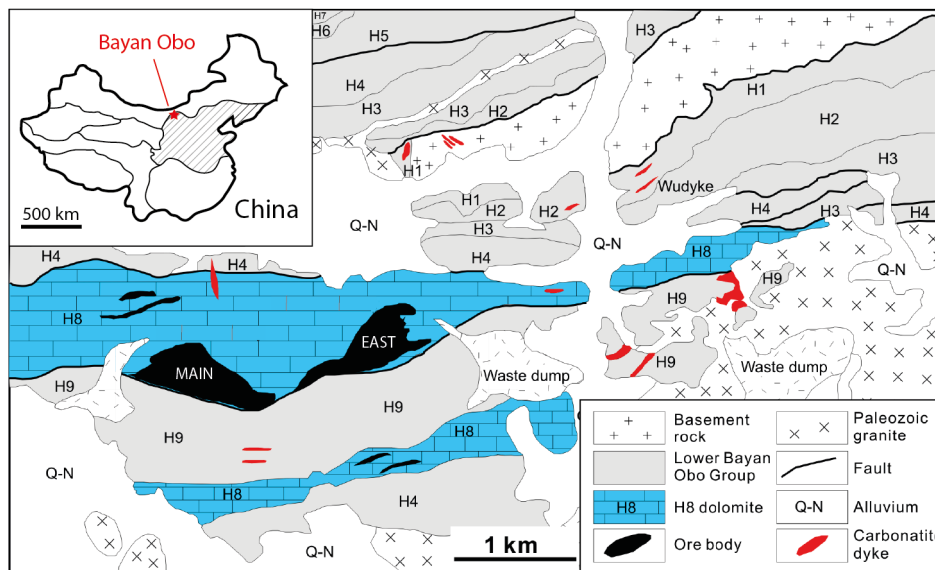 Bayan Obo
500 km
China
H7
H6
H5
H4
H3
H3
H2
H1
H3
H1
H2
H3
Wudyke
H4
H3
H4
H1
H2
H2
H3
H4
Q-N
Q-N
Q-N
H4
H4
H8
H8
H9
H9
H9
MAIN
EAST
H9
H9
Waste dump
Waste dump
H8
H8
H4
Q-N
Q-N
1 km
Basement
rock
Paleozoic
granite
Lower Bayan
Obo Group
Fault
H8
H8 dolomite
Q-N
Alluvium
Ore body
Carbonatite
dyke